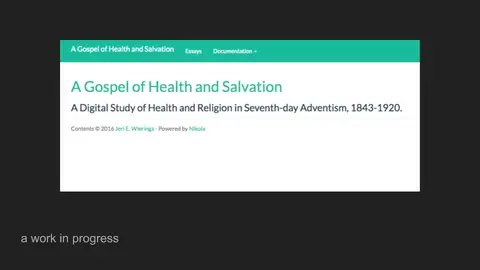 A Gospel of Health and Salvation Essays Documentation
A Gospel of Health and Salvation
A Digital Study of Health and Religion in Seventh-day Adventism, 1843-1920.
Contents © 2016 Jeri E. Wieringa - Powered by Nikola
a work in progress